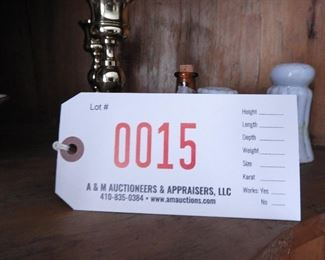 Lot #
0015
A & M AUCTIONEERS & APPRAISERS, LLC
410-835-0384 • www.amauctions.com
Height
Length
Depth
Weight
Size
Karat
Works: Yes
No